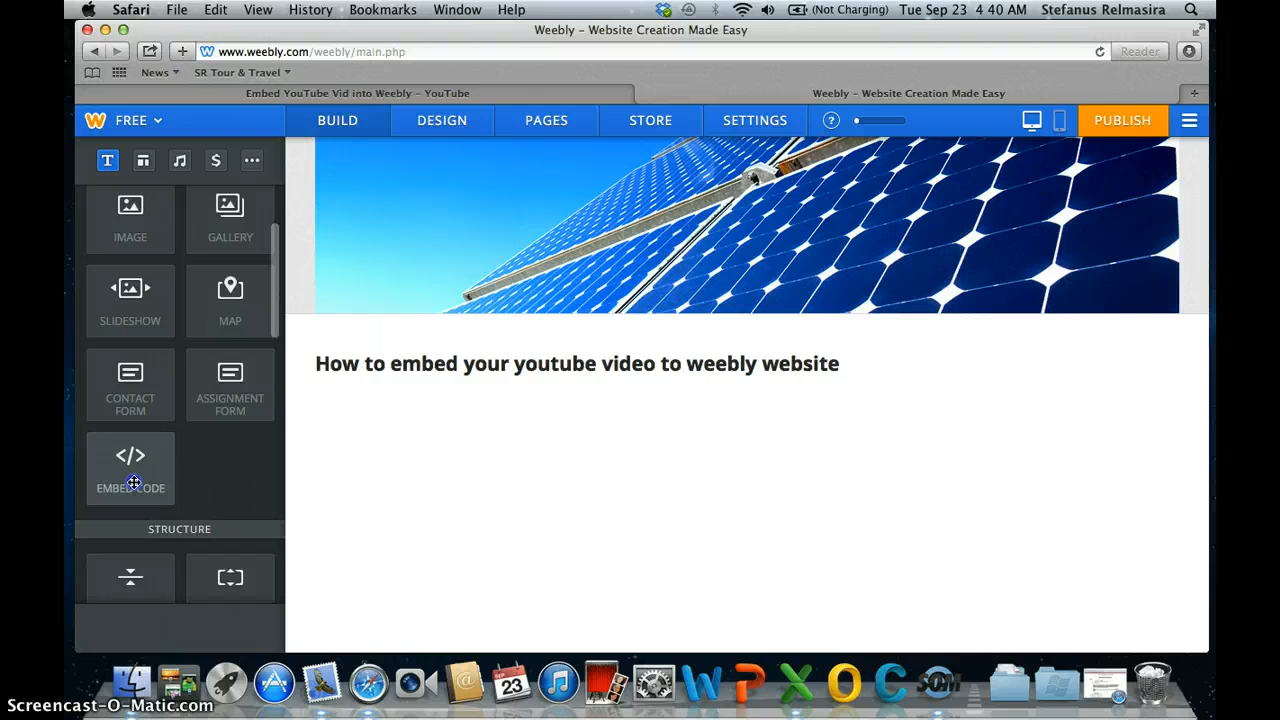 Safari File Edit View History Bookmarks Window Help (Not Charging) Tue Sep 23 4:40 AM Stefanus Relmasira
Weebly – Website Creation Made Easy
www.weebly.com/weebly/main.php Reader
News SR Tour & Travel
Embed YouTube Vid into Weebly – YouTube Weebly – Website Creation Made Easy
W FREE BUILD DESIGN PAGES STORE SETTINGS ? PUBLISH
T $
IMAGE GALLERY
SLIDESHOW MAP
CONTACT FORM ASSIGNMENT FORM
How to embed your youtube video to weebly website
</>
EMBED CODE
STRUCTURE
SEP
23
W P X O C SOM
Screencast-O-Matic.com